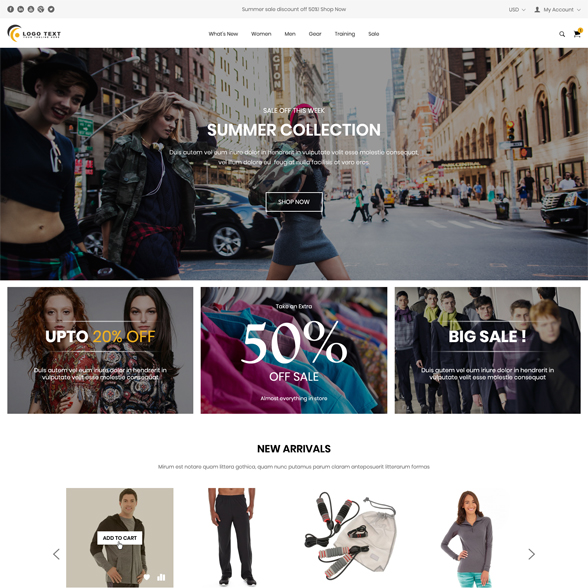 Summer sale discount off 50%! Shop Now
USD
My Account
LOGO TEXT
What's New
Women
Men
Gear
Training
Sale
SALE OFF THIS WEEK
SUMMER COLLECTION
Duis autem vel eum iriure dolor in hendrerit in vulputate velit esse molestie consequat,
vel illum dolore eu feugiat nulla facilisis at vero eros.
SHOP NOW
UPTO 20% OFF
Duis autem vel eum iriure dolor in hendrerit in
vulputate velit esse molestie consequat
Take an Extra
50%
OFF SALE
Almost everything in store
BIG SALE !
Duis autem vel eum iriure dolor in hendrerit in
vulputate velit esse molestie consequat
NEW ARRIVALS
Mirum est notare quam littera gothica, quam nunc putamus parum claram anteposuerit litterarum formas
ADD TO CART